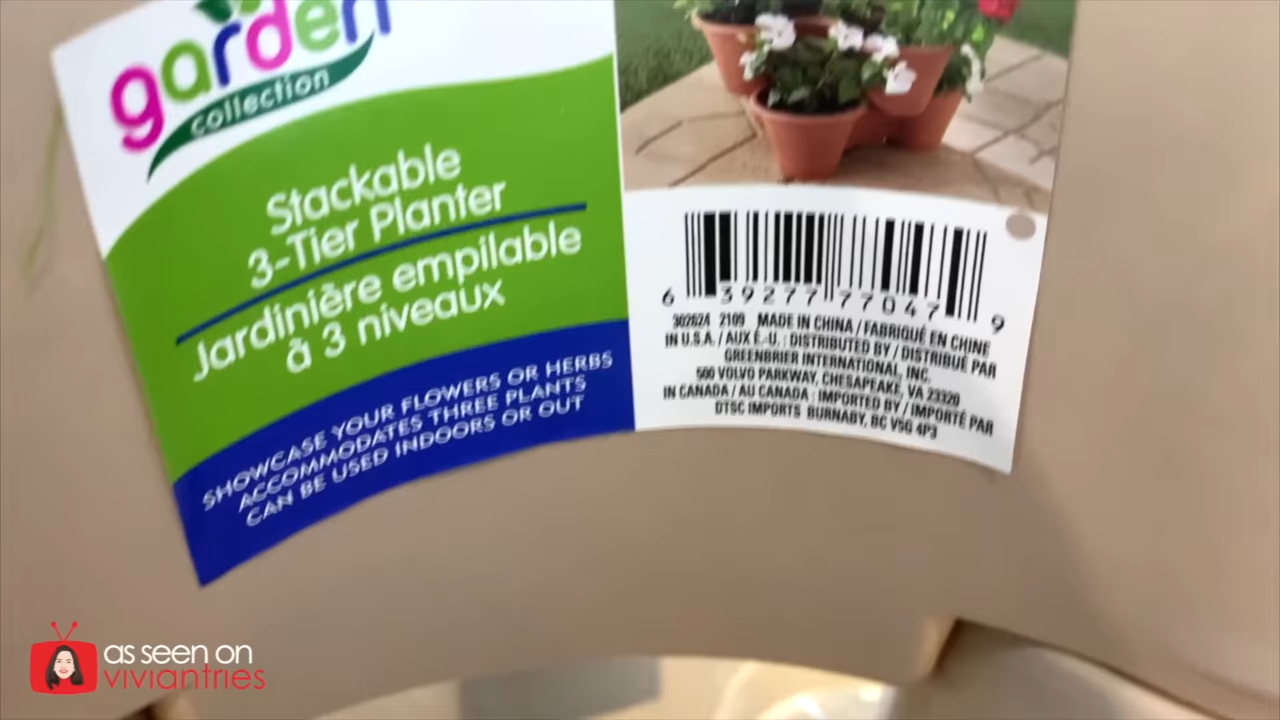 garden
collection
Stackable
3-Tier Planter
Jardinière empilable
à 3 niveaux
SHOWCASE YOUR FLOWERS OR HERBS
ACCOMMODATES THREE PLANTS
CAN BE USED INDOORS OR OUT
6 39277 77047 9
302624 2109 MADE IN CHINA / FABRIQUÉ EN CHINE
IN U.S.A. / AUX É.-U. : DISTRIBUTED BY / DISTRIBUÉ PAR
GREENBRIER INTERNATIONAL, INC.
500 VOLVO PARKWAY, CHESAPEAKE, VA 23320
IN CANADA / AU CANADA : IMPORTED BY / IMPORTÉ PAR
DTSC IMPORTS BURNABY, BC V5G 4P3
as seen on
viviantries